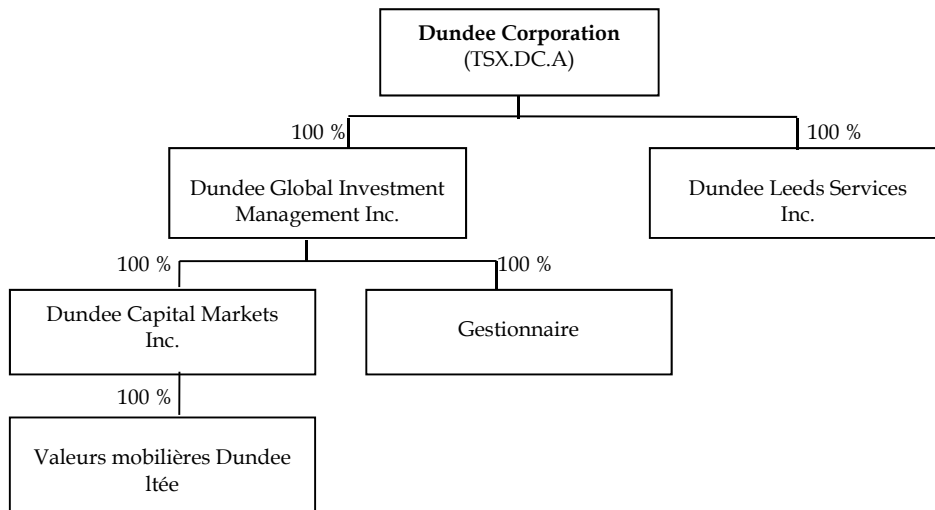 Dundee Corporation
(TSX.DC.A)
100 %
100 %
Dundee Global Investment
Management Inc.
Dundee Leeds Services
Inc.
100 %
100 %
Dundee Capital Markets
Inc.
Gestionnaire
100 %
Valeurs mobilières Dundee
ltée